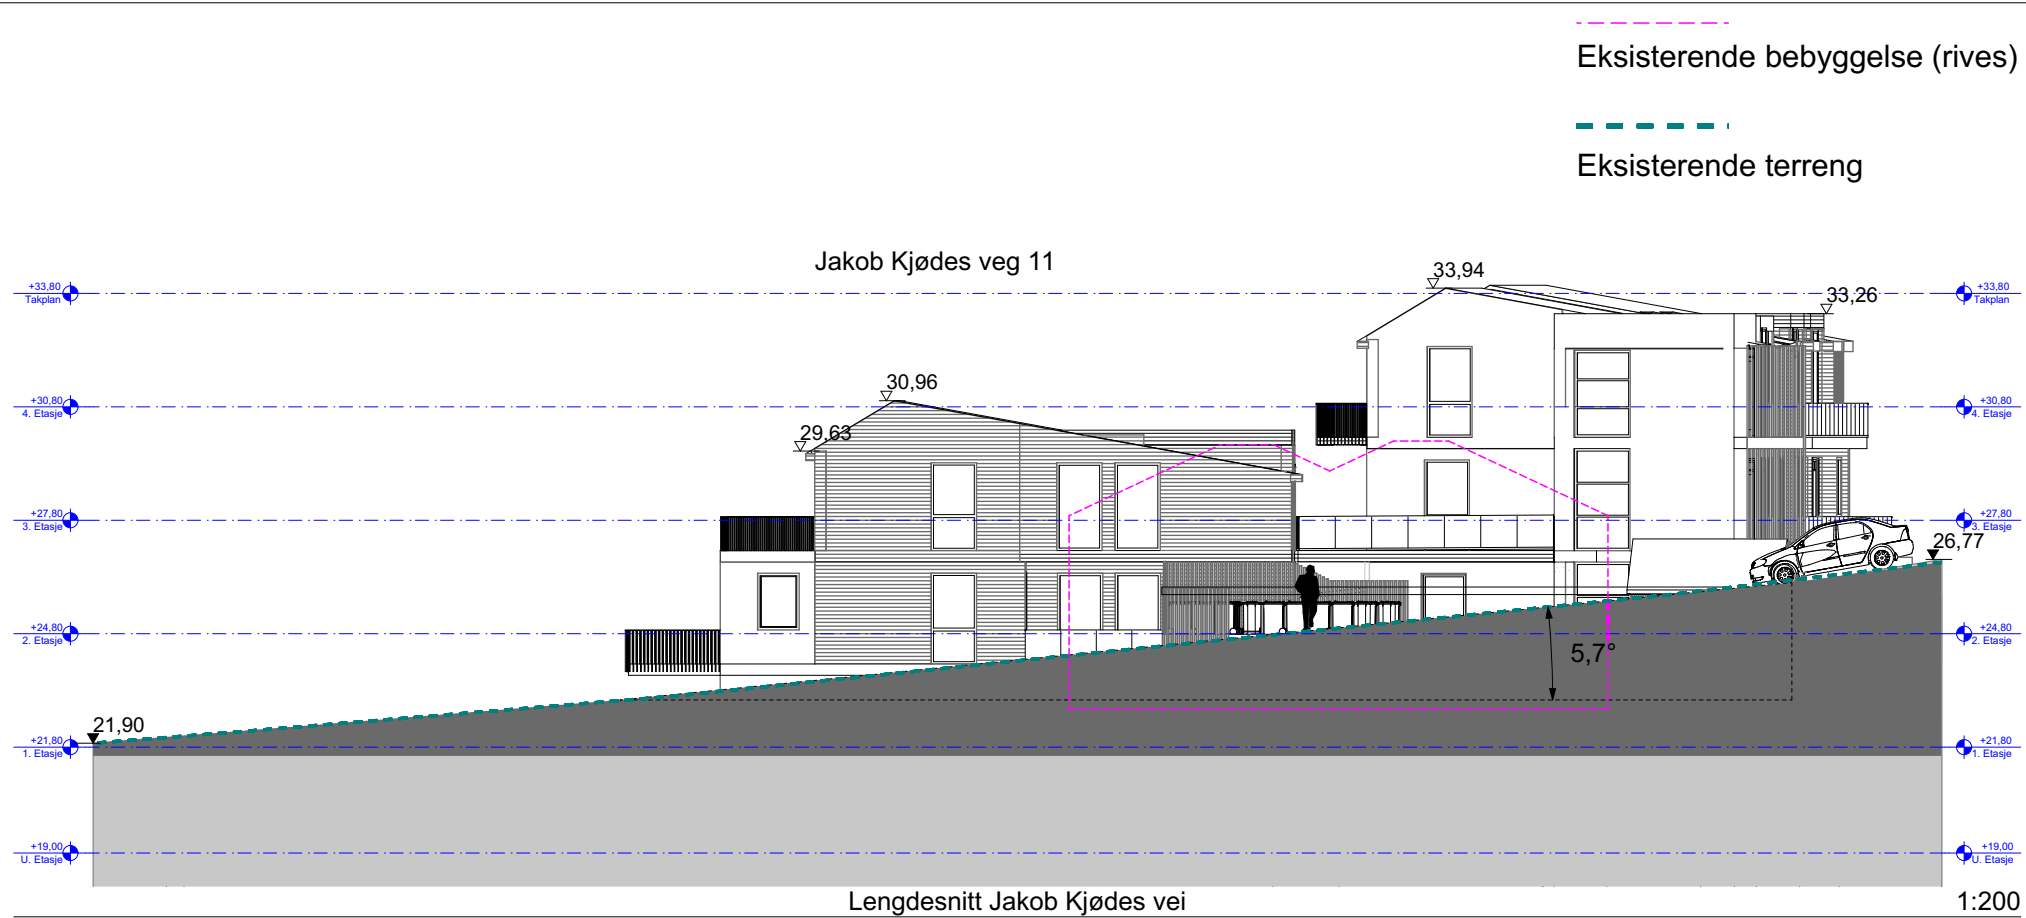 Eksisterende bebyggelse (rives)
Eksisterende terreng
Jakob Kjødes veg 11
33,94
33,26
+33,80
Takplan
+33,80
Takplan
30,96
29,63
+30,80
4. Etasje
+30,80
4. Etasje
+27,80
3. Etasje
+27,80
3. Etasje
26,77
+24,80
2. Etasje
5,7°
+24,80
2. Etasje
21,90
+21,80
1. Etasje
+21,80
1. Etasje
+19,00
U. Etasje
+19,00
U. Etasje
Lengdesnitt Jakob Kjødes vei
1:200